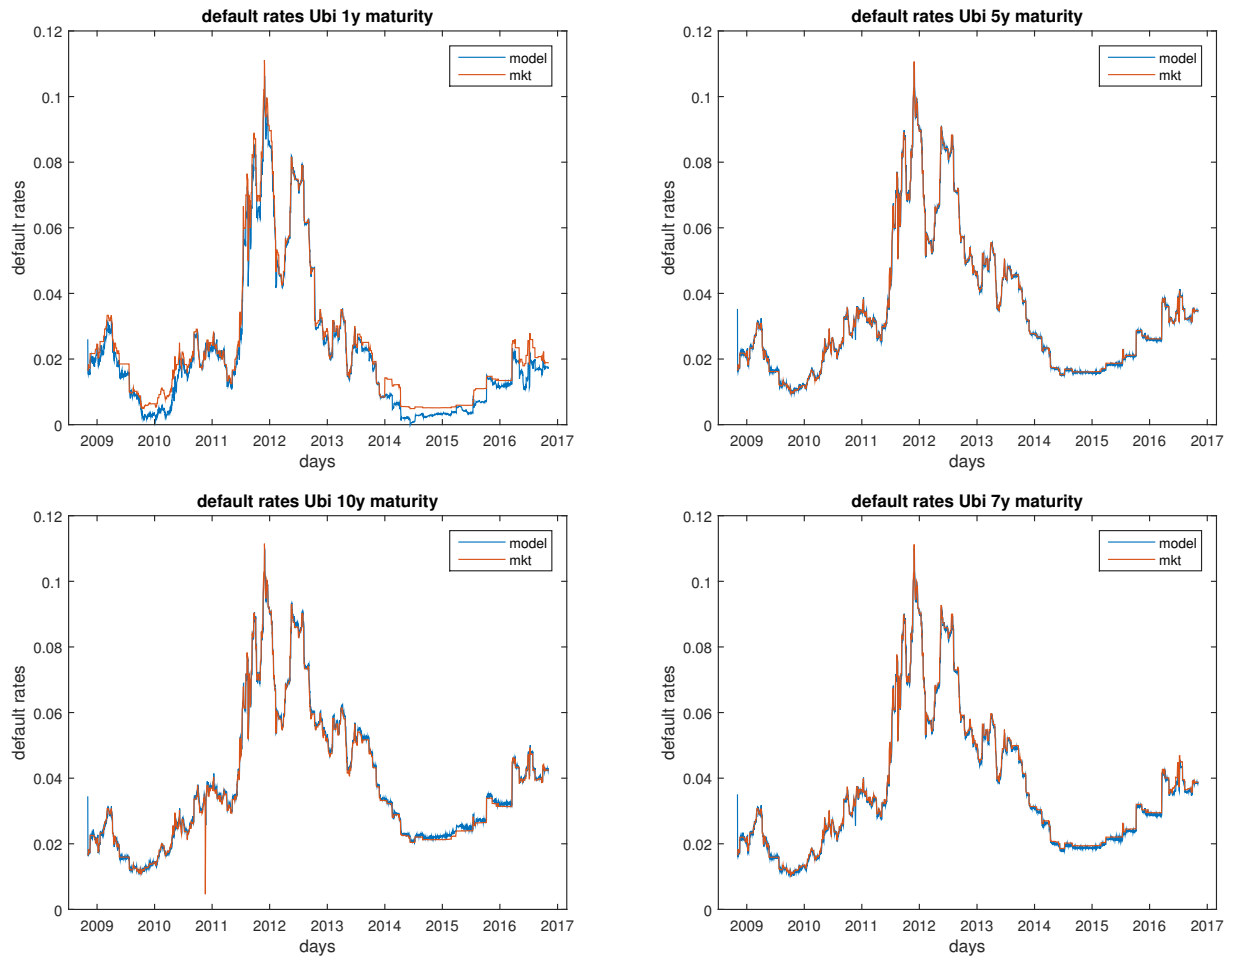 default rates Ubi 1y maturity
0.12
0.1
0.08
0.06
0.04
0.02
0
default rates
model
mkt
2009 2010 2011 2012 2013 2014 2015 2016 2017
days
default rates Ubi 5y maturity
0.12
0.1
0.08
0.06
0.04
0.02
0
default rates
model
mkt
2009 2010 2011 2012 2013 2014 2015 2016 2017
days
default rates Ubi 10y maturity
0.12
0.1
0.08
0.06
0.04
0.02
0
default rates
model
mkt
2009 2010 2011 2012 2013 2014 2015 2016 2017
days
default rates Ubi 7y maturity
0.12
0.1
0.08
0.06
0.04
0.02
0
default rates
model
mkt
2009 2010 2011 2012 2013 2014 2015 2016 2017
days